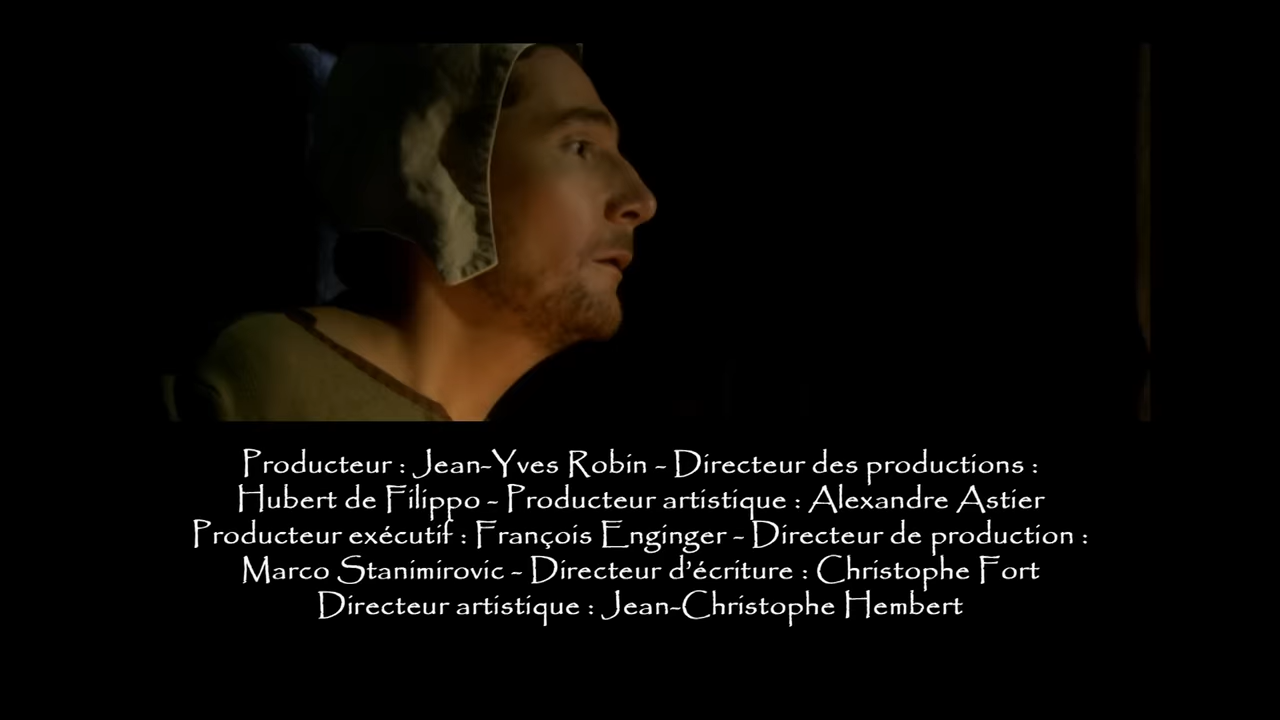 Producteur : Jean-Yves Robin - Directeur des productions :
Hubert de Filippo - Producteur artistique : Alexandre Astier
Producteur exécutif : François Enginger - Directeur de production :
Marco Stanimirovic - Directeur d'écriture : Christophe Fort
Directeur artistique : Jean-Christophe Hembert